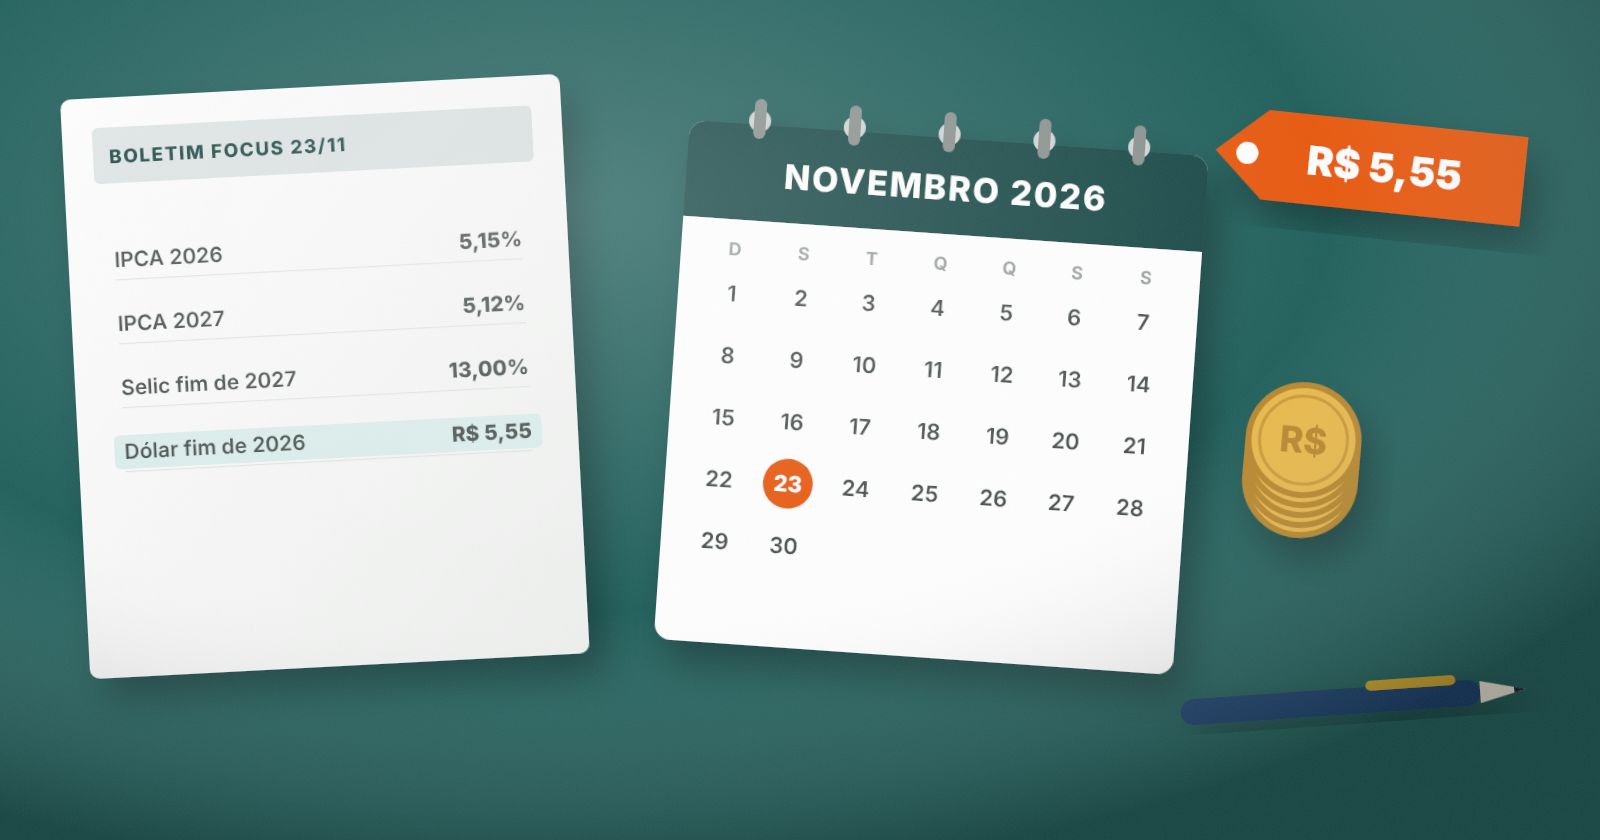 BOLETIM FOCUS 23/11
IPCA 2026 5,15%
IPCA 2027 5,12%
Selic fim de 2027 13,00%
Dólar fim de 2026 R$ 5,55
NOVEMBRO 2026
D S T Q Q S S
1 2 3 4 5 6 7
8 9 10 11 12 13 14
15 16 17 18 19 20 21
22 23 24 25 26 27 28
29 30
R$ 5,55
R$